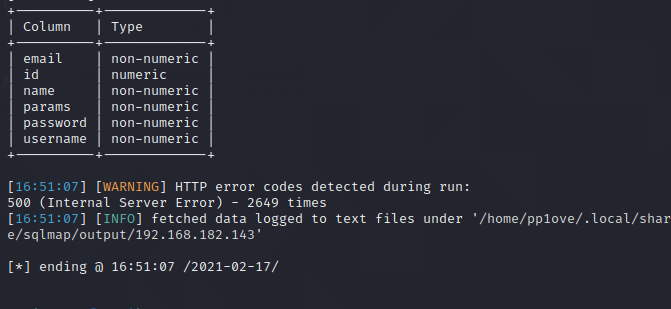 +----------+-------------+
| Column   | Type        |
+----------+-------------+
| email    | non-numeric |
| id       | numeric     |
| name     | non-numeric |
| params   | non-numeric |
| password | non-numeric |
| username | non-numeric |
+----------+-------------+
[16:51:07] [WARNING] HTTP error codes detected during run:
500 (Internal Server Error) - 2649 times
[16:51:07] [INFO] fetched data logged to text files under '/home/pp1ove/.local/shar
e/sqlmap/output/192.168.182.143'
[*] ending @ 16:51:07 /2021-02-17/